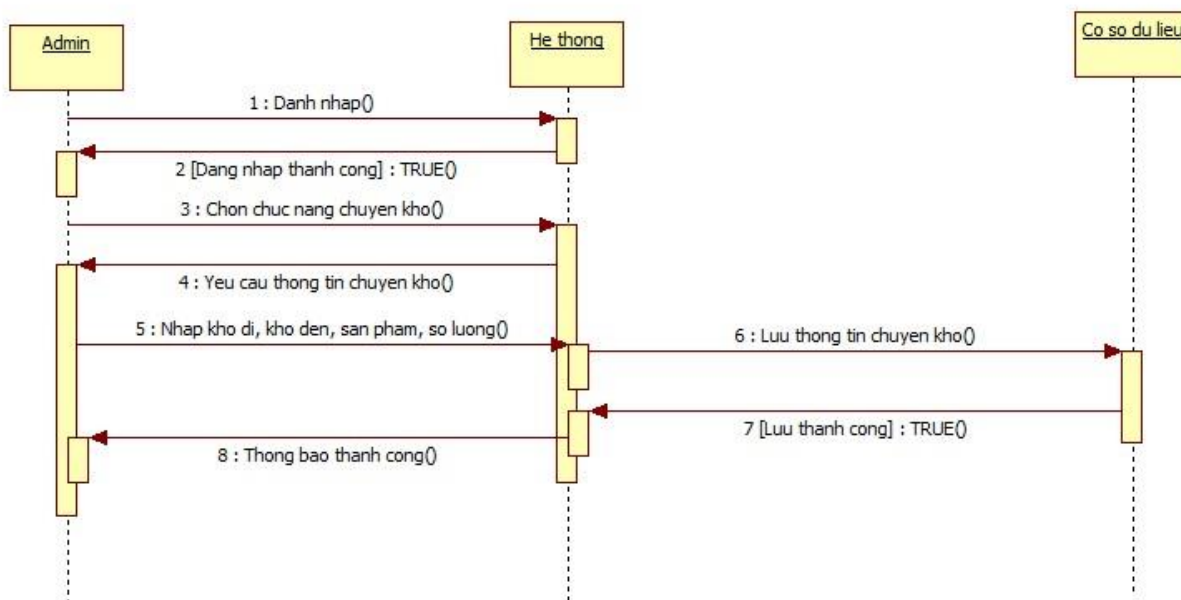 Admin
He thong
Co so du lieu
1 : Danh nhap()
2 [Dang nhap thanh cong] : TRUE()
3 : Chon chuc nang chuyen kho()
4 : Yeu cau thong tin chuyen kho()
5 : Nhap kho di, kho den, san pham, so luong()
6 : Luu thong tin chuyen kho()
7 [Luu thanh cong] : TRUE()
8 : Thong bao thanh cong()